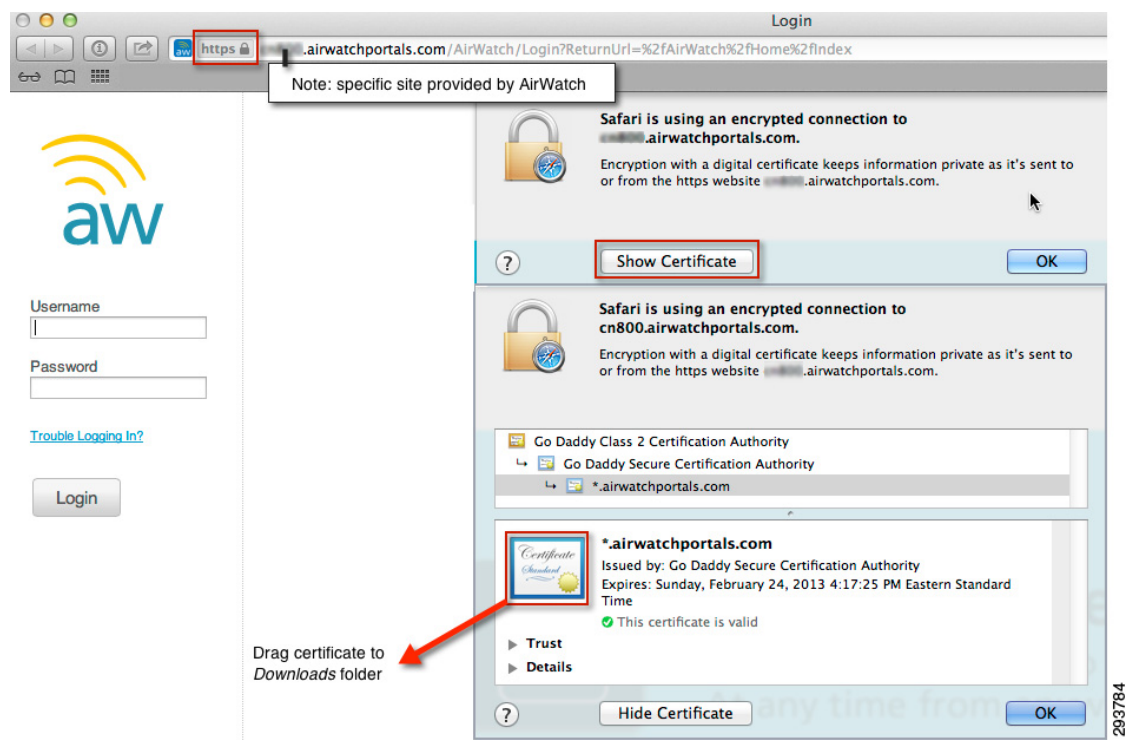 Login
https
.airwatchportals.com/AirWatch/Login?ReturnUrl=%2fAirWatch%2fHome%2fIndex
Note: specific site provided by AirWatch
aw
Username
Password
Trouble Logging In?
Login
Safari is using an encrypted connection to
cn800.airwatchportals.com.
Encryption with a digital certificate keeps information private as it's sent to
or from the https website .airwatchportals.com.
Show Certificate
OK
Safari is using an encrypted connection to
cn800.airwatchportals.com.
Encryption with a digital certificate keeps information private as it's sent to
or from the https website .airwatchportals.com.
Go Daddy Class 2 Certification Authority
Go Daddy Secure Certification Authority
*.airwatchportals.com
Certificate
Standard
*.airwatchportals.com
Issued by: Go Daddy Secure Certification Authority
Expires: Sunday, February 24, 2013 4:17:25 PM Eastern Standard
Time
This certificate is valid
Trust
Details
Drag certificate to
Downloads folder
Hide Certificate
OK
At any time from any
293784